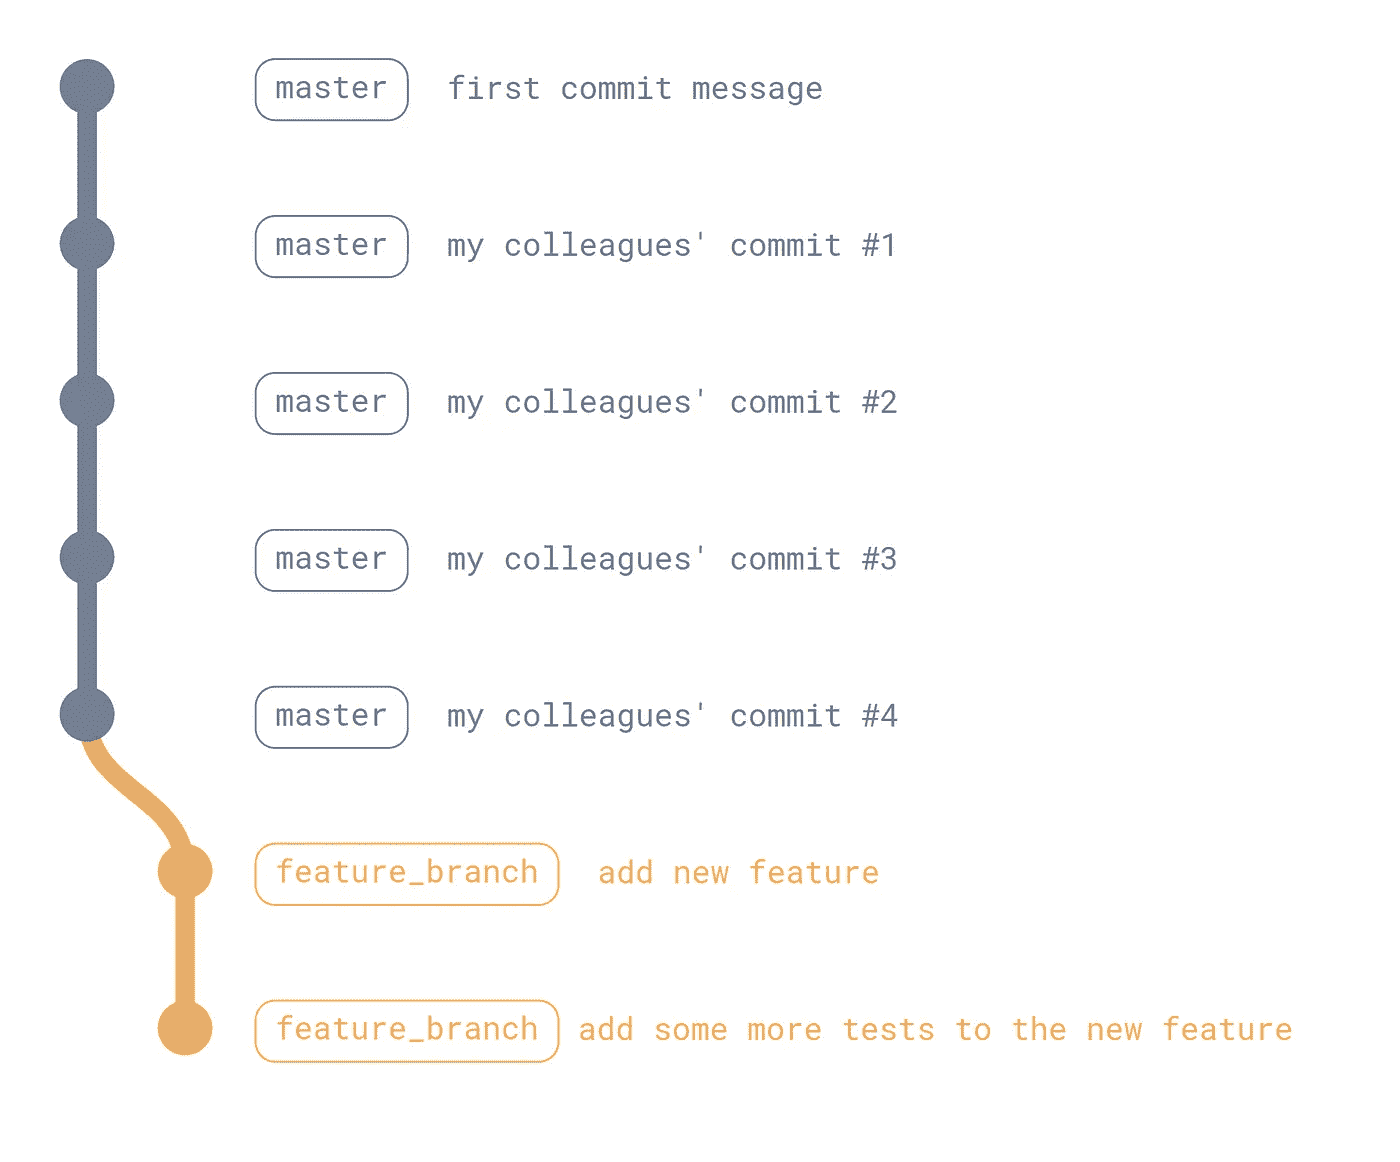 master first commit message
master my colleagues' commit #1
master my colleagues' commit #2
master my colleagues' commit #3
master my colleagues' commit #4
feature_branch add new feature
feature_branch add some more tests to the new feature